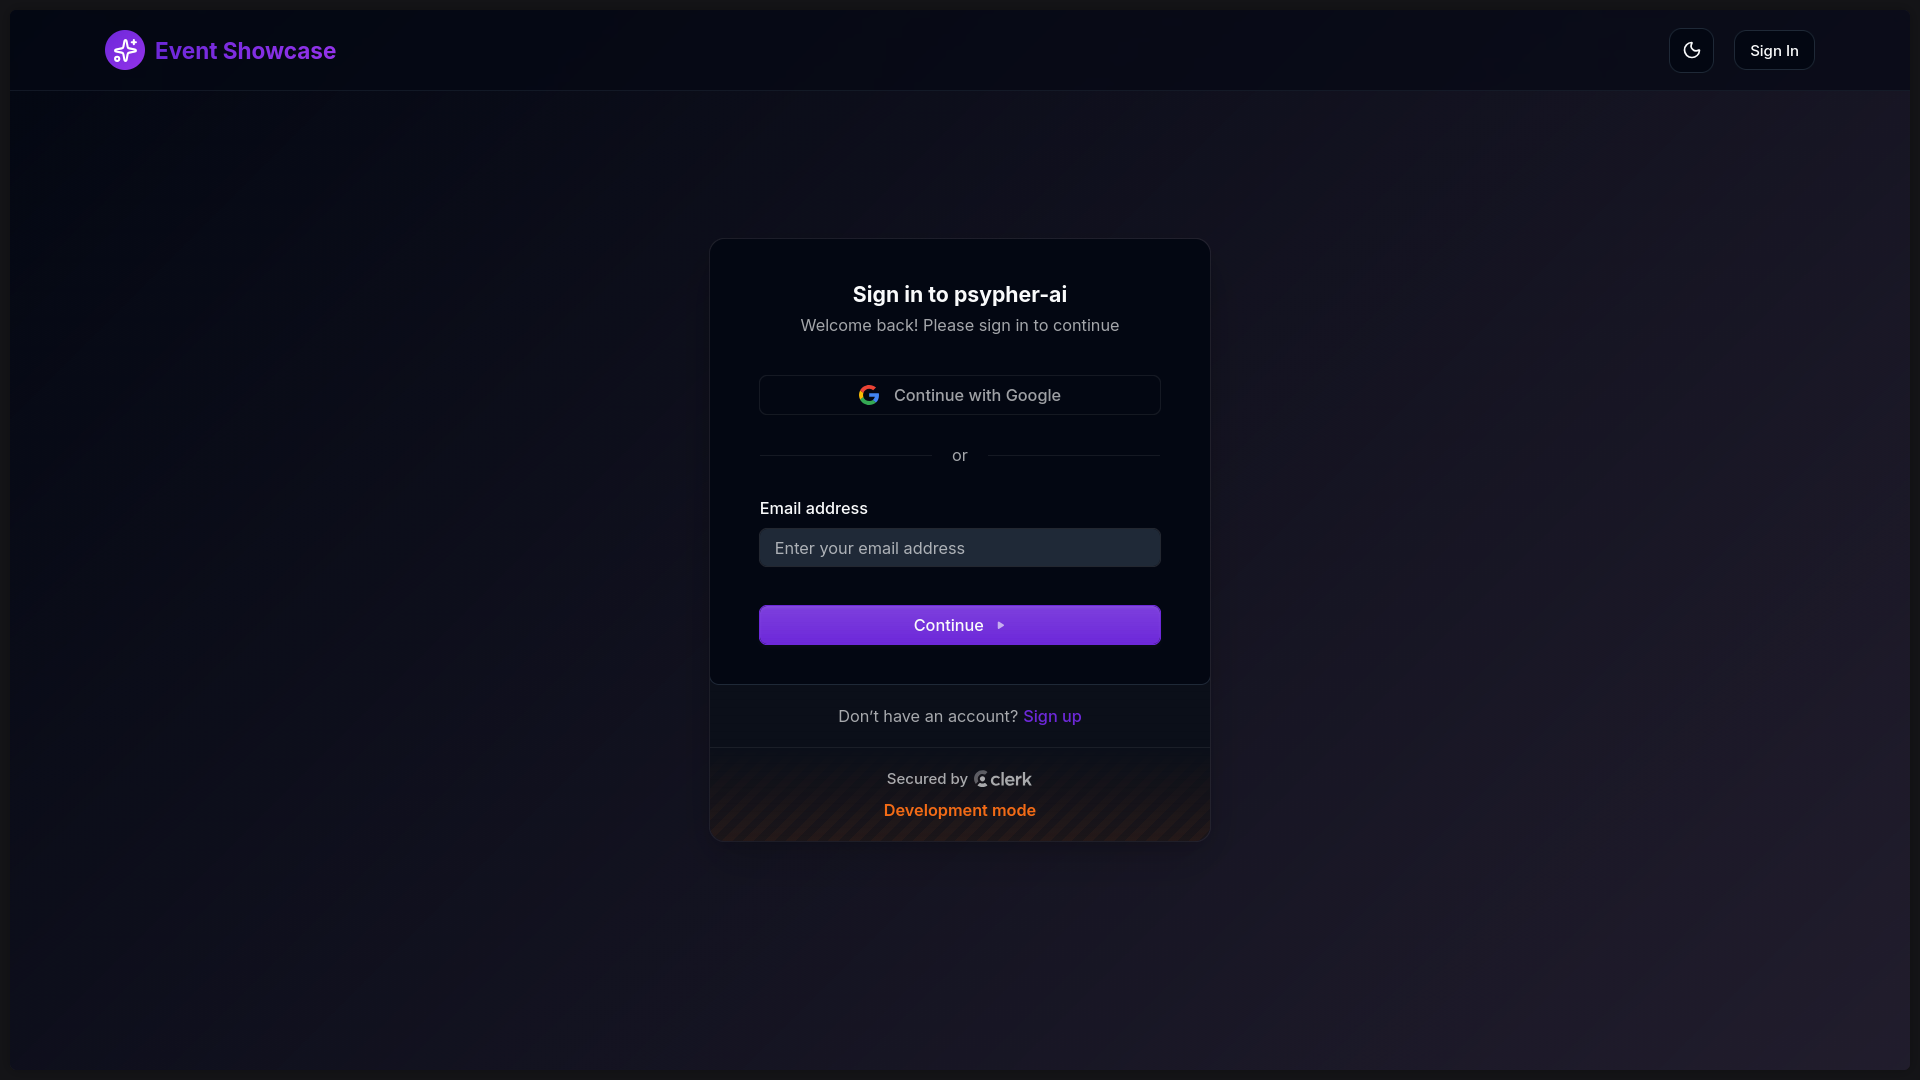 Event Showcase
Sign In
Sign in to psypher-ai
Welcome back! Please sign in to continue
Continue with Google
or
Email address
Enter your email address
Continue
Don’t have an account? Sign up
Secured by clerk
Development mode